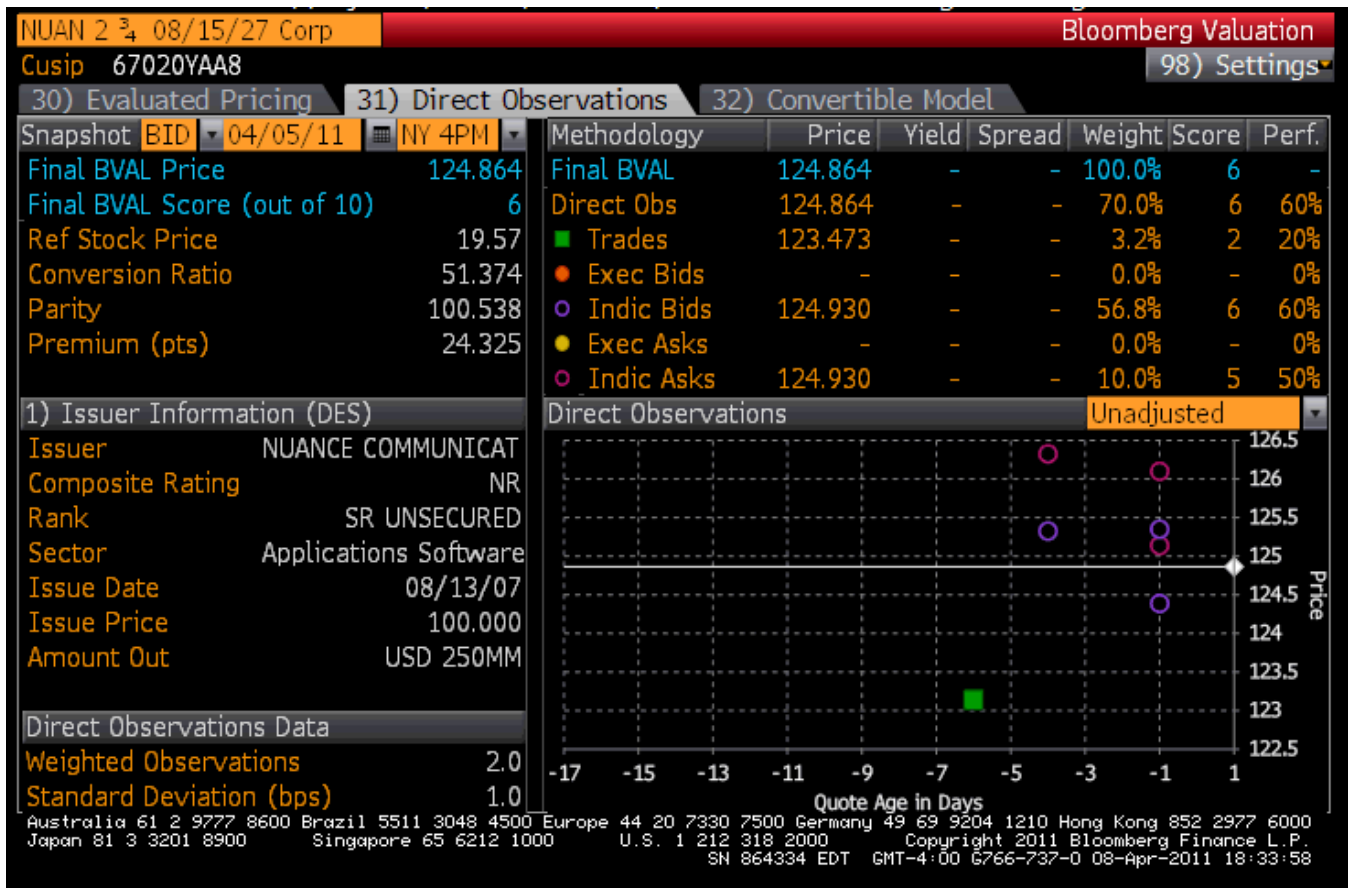 NUAN 2 ¾ 08/15/27 Corp Bloomberg Valuation
Cusip 67020YAA8 98) Settings
30) Evaluated Pricing 31) Direct Observations 32) Convertible Model
Snapshot BID 04/05/11 NY 4PM
Final BVAL Price 124.864
Final BVAL Score (out of 10) 6
Ref Stock Price 19.57
Conversion Ratio 51.374
Parity 100.538
Premium (pts) 24.325
Methodology Price Yield Spread Weight Score Perf.
Final BVAL 124.864 - - 100.0% 6 -
Direct Obs 124.864 - - 70.0% 6 60%
Trades 123.473 - - 3.2% 2 20%
Exec Bids - - - 0.0% - 0%
Indic Bids 124.930 - - 56.8% 6 60%
Exec Asks - - - 0.0% - 0%
Indic Asks 124.930 - - 10.0% 5 50%
1) Issuer Information (DES)
Issuer NUANCE COMMUNICAT
Composite Rating NR
Rank SR UNSECURED
Sector Applications Software
Issue Date 08/13/07
Issue Price 100.000
Amount Out USD 250MM
Direct Observations Data
Weighted Observations 2.0
Standard Deviation (bps) 1.0
Direct Observations Unadjusted
126.5
126
125.5
125
124.5
124
123.5
123
122.5
Price
-17 -15 -13 -11 -9 -7 -5 -3 -1 1
Quote Age in Days
Australia 61 2 9777 8600 Brazil 5511 3048 4500 Europe 44 20 7330 7500 Germany 49 69 9204 1210 Hong Kong 852 2977 6000
Japan 81 3 3201 8900 Singapore 65 6212 1000 U.S. 1 212 318 2000 Copyright 2011 Bloomberg Finance L.P.
SN 864334 EDT GMT-4:00 G766-737-0 08-Apr-2011 18:33:58